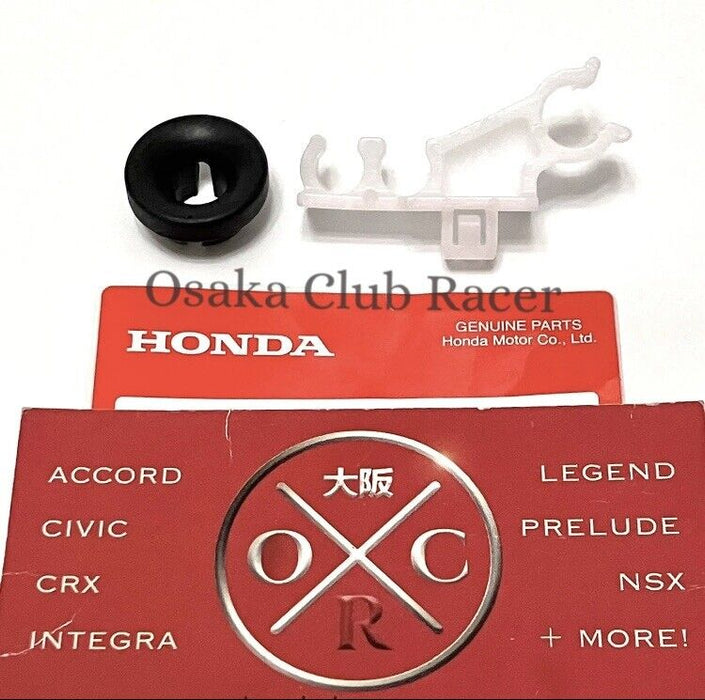 Osaka Club Racer
HONDA
GENUINE PARTS
Honda Motor Co., Ltd.
ACCORD
CIVIC
CRX
INTEGRA
大阪
O C
R
LEGEND
PRELUDE
NSX
+ MORE!